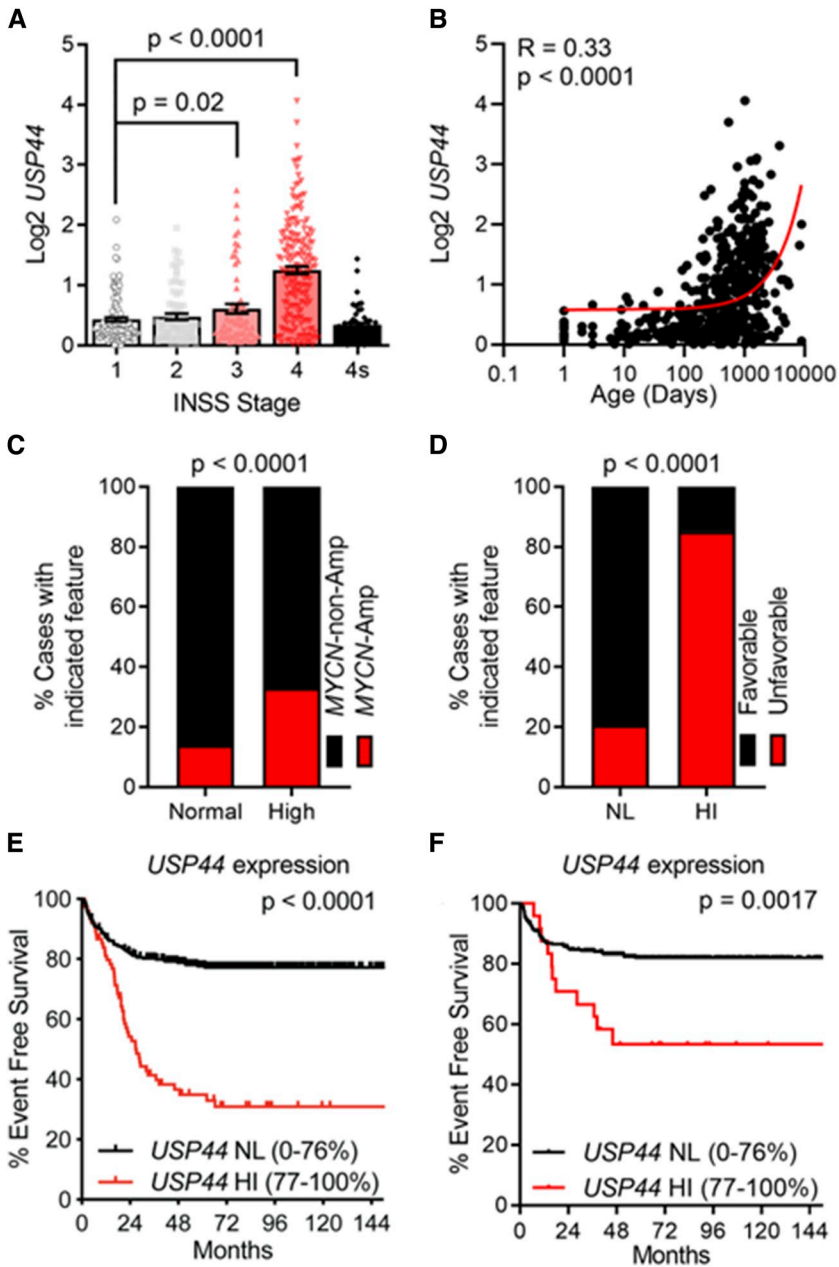 A
p < 0.0001
p = 0.02
Log2 USP44
5
4
3
2
1
0
1 2 3 4 4s
INSS Stage
B
R = 0.33
p < 0.0001
Log2 USP44
5
4
3
2
1
0
0.1 1 10 100 1000 10000
Age (Days)
C
p < 0.0001
% Cases with
indicated feature
100
80
60
40
20
0
Normal High
MYCN-non-Amp
MYCN-Amp
D
p < 0.0001
% Cases with
indicated feature
100
80
60
40
20
0
NL HI
Favorable
Unfavorable
E
USP44 expression
p < 0.0001
% Event Free Survival
100
80
60
40
20
0
USP44 NL (0-76%)
USP44 HI (77-100%)
0 24 48 72 96 120 144
Months
F
USP44 expression
p = 0.0017
% Event Free Survival
100
80
60
40
20
0
USP44 NL (0-76%)
USP44 HI (77-100%)
0 24 48 72 96 120 144
Months